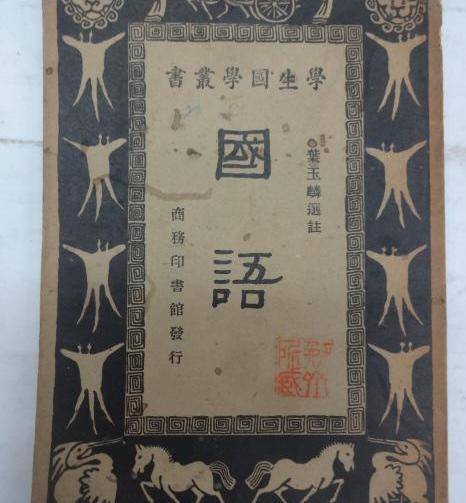 學生國學叢書
葉玉麟選註
國語
商務印書館發行